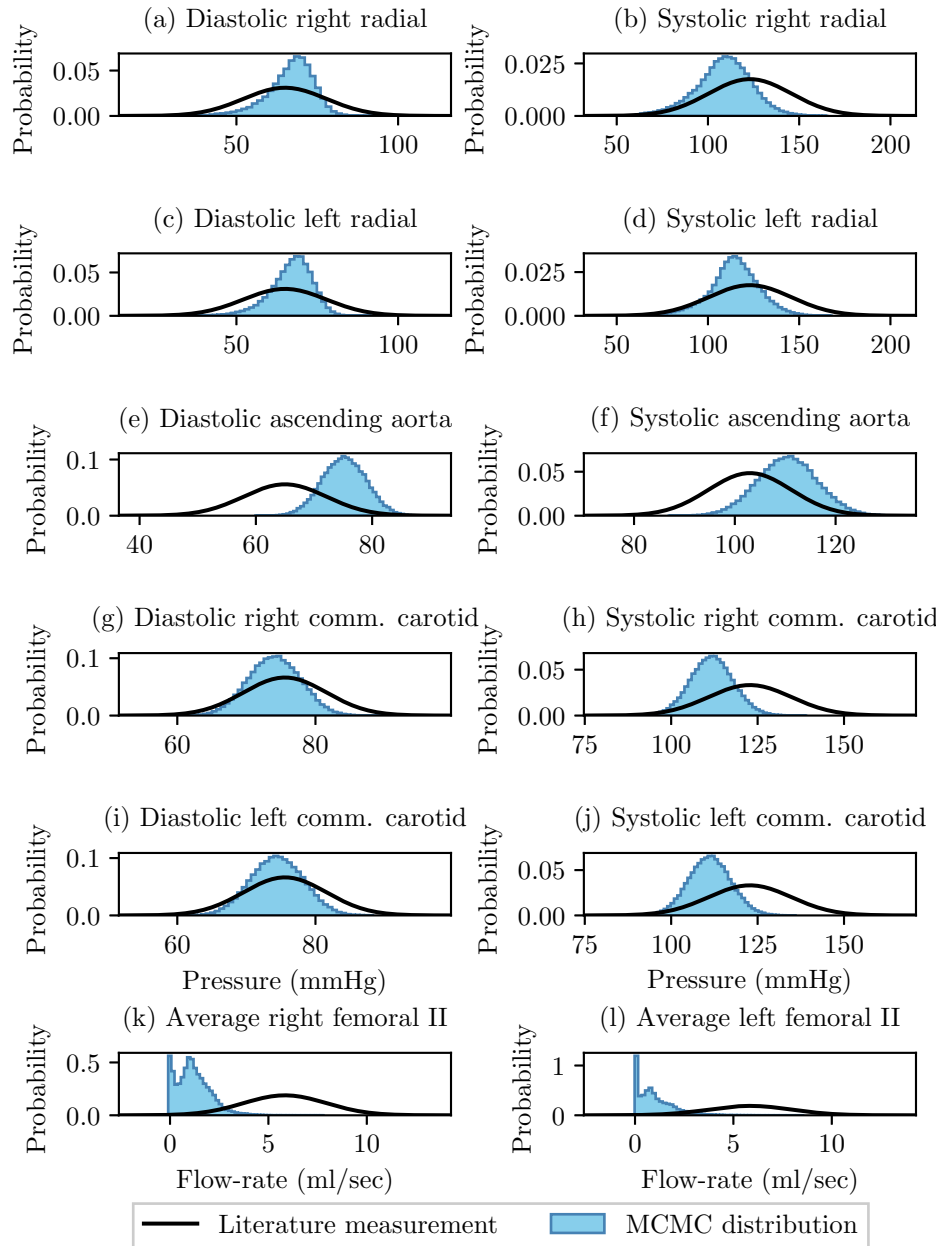 (a) Diastolic right radial
(b) Systolic right radial
Probability
0.05
0.00
50
100
Probability
0.025
0.000
50
100
150
200
(c) Diastolic left radial
(d) Systolic left radial
Probability
0.05
0.00
50
100
Probability
0.025
0.000
50
100
150
200
(e) Diastolic ascending aorta
(f) Systolic ascending aorta
Probability
0.1
0.0
40
60
80
Probability
0.05
0.00
80
100
120
(g) Diastolic right comm. carotid
(h) Systolic right comm. carotid
Probability
0.1
0.0
60
80
Probability
0.05
0.00
75
100
125
150
(i) Diastolic left comm. carotid
(j) Systolic left comm. carotid
Probability
0.1
0.0
60
80
Pressure (mmHg)
Probability
0.05
0.00
75
100
125
150
Pressure (mmHg)
(k) Average right femoral II
(l) Average left femoral II
Probability
0.5
0.0
0
5
10
Flow-rate (ml/sec)
Probability
1
0
0
5
10
Flow-rate (ml/sec)
Literature measurement
MCMC distribution